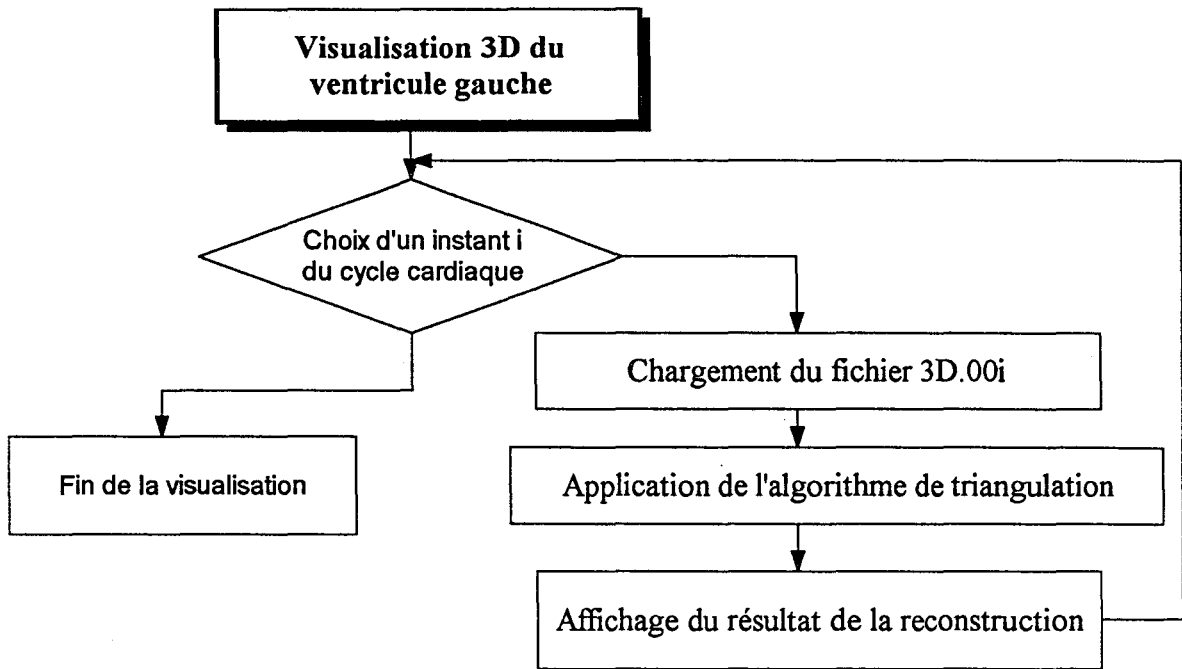 Visualisation 3D du
ventricule gauche
Choix d'un instant i
du cycle cardiaque
Chargement du fichier 3D.00i
Fin de la visualisation
Application de l'algorithme de triangulation
Affichage du résultat de la reconstruction